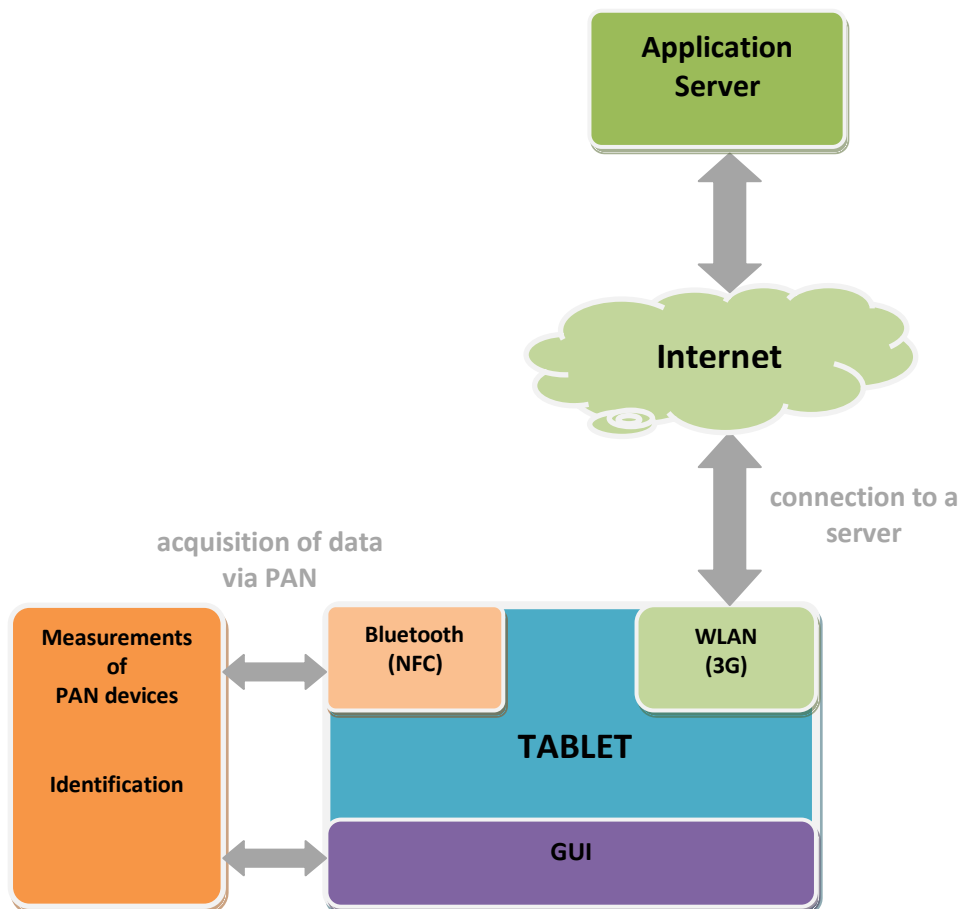 Application
Server
Internet
connection to a
server
acquisition of data
via PAN
Measurements
of
PAN devices
Identification
Bluetooth
(NFC)
WLAN
(3G)
TABLET
GUI